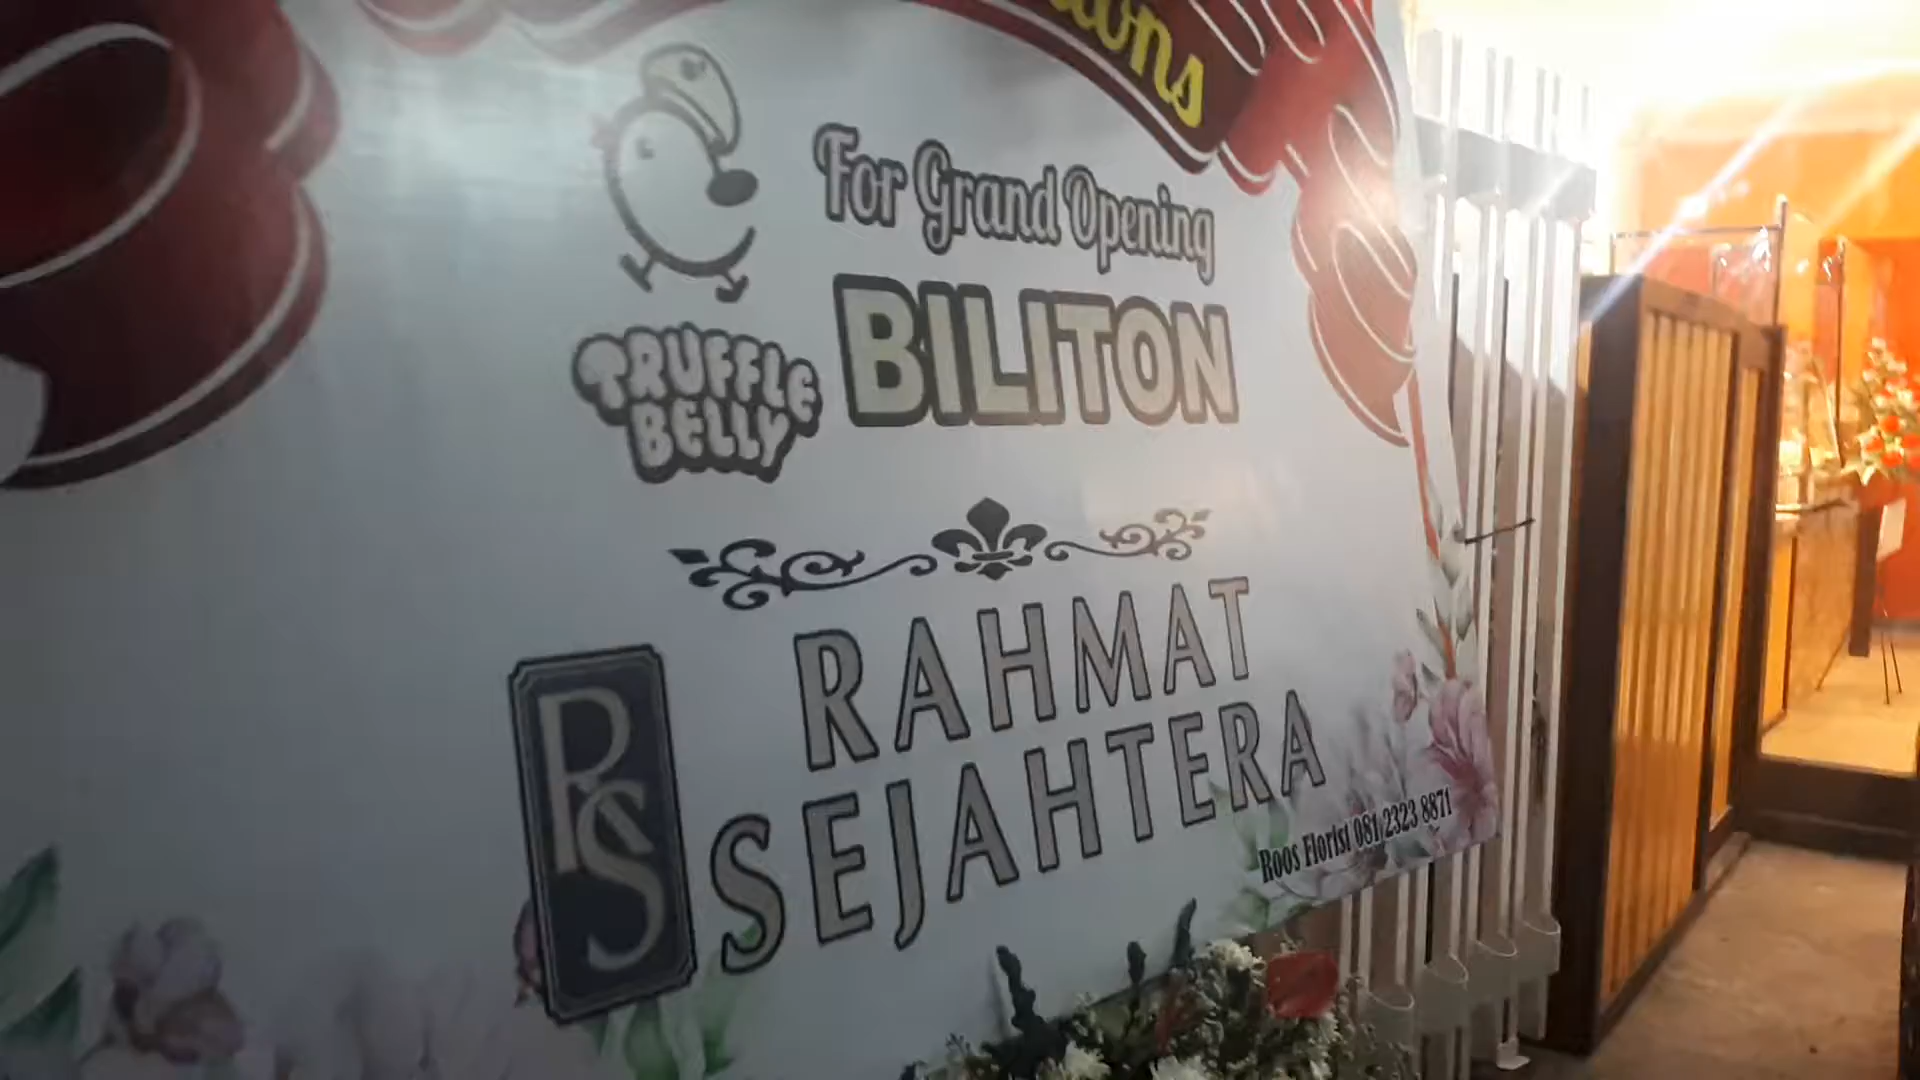 For Grand Opening
TRUFFLE
BELLY
BILITON
RS
RAHMAT
SEJAHTERA
Roos Florist 081 2323 8871